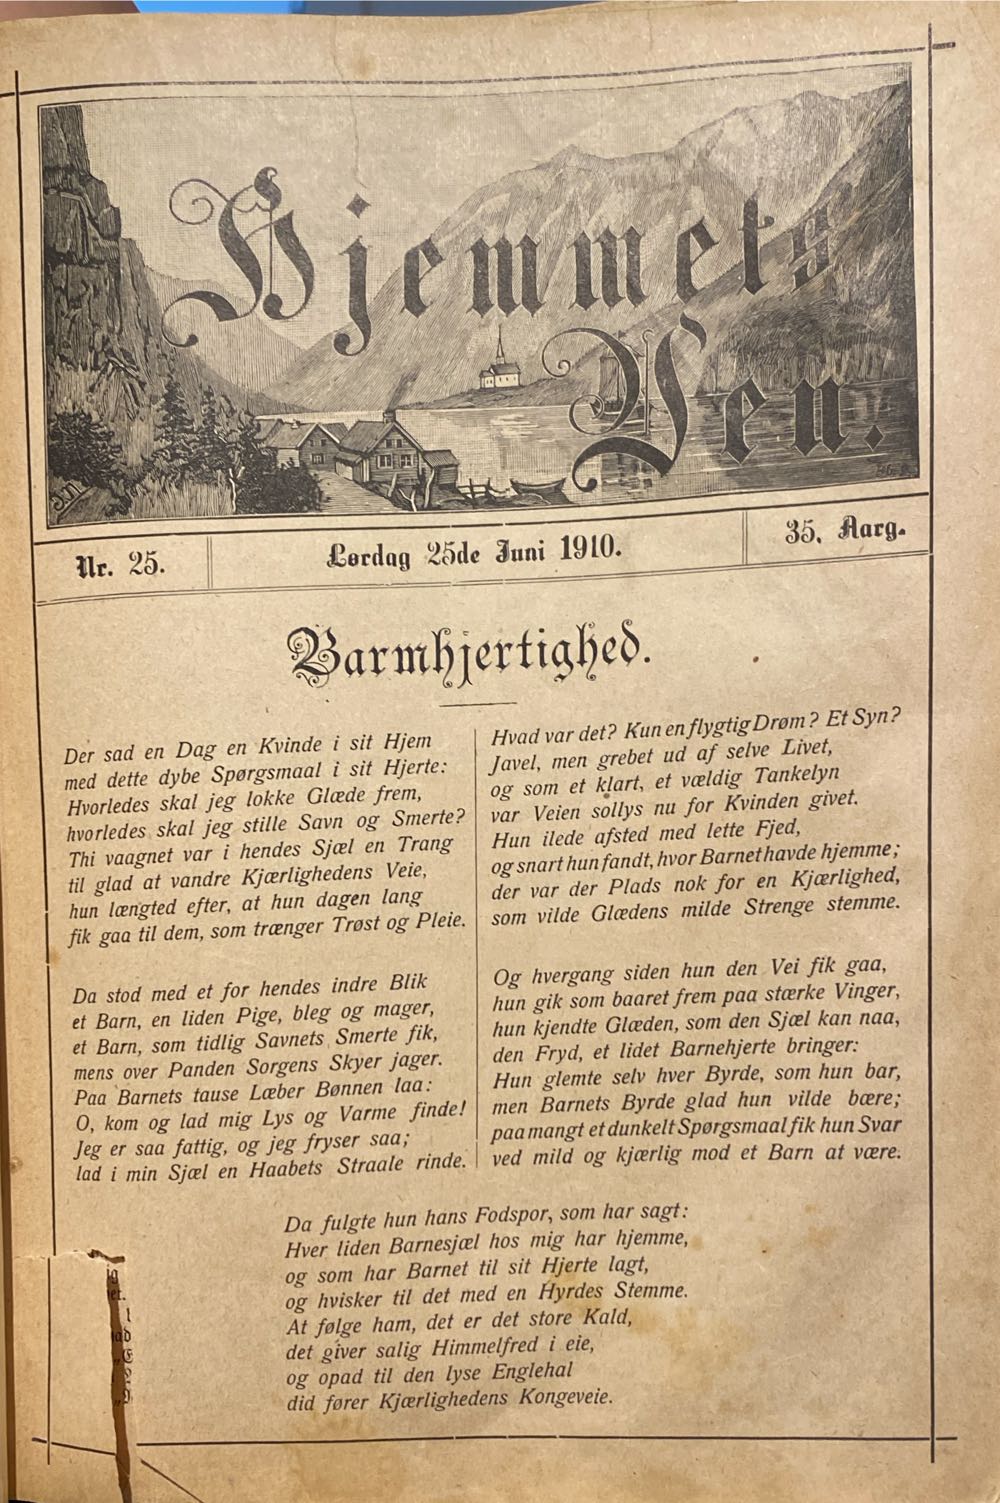 Hjemmets
Ven.
Nr. 25.
Lørdag 25de Juni 1910.
35. Aarg.
Barmhjertighed.
Der sad en Dag en Kvinde i sit Hjem
med dette dybe Spørgsmaal i sit Hjerte:
Hvorledes skal jeg lokke Glæde frem,
hvorledes skal jeg stille Savn og Smerte?
Thi vaagnet var i hendes Sjæl en Trang
til glad at vandre Kjærlighedens Veie,
hun længted efter, at hun dagen lang
fik gaa til dem, som trænger Trøst og Pleie.
Da stod med et for hendes indre Blik
et Barn, en liden Pige, bleg og mager,
et Barn, som tidlig Savnets Smerte fik,
mens over Panden Sorgens Skyer jager.
Paa Barnets tause Læber Bønnen laa:
O, kom og lad mig Lys og Varme finde!
Jeg er saa fattig, og jeg fryser saa;
lad i min Sjæl en Haabets Straale rinde.
Hvad var det? Kun en flygtig Drøm? Et Syn?
Javel, men grebet ud af selve Livet,
og som et klart, et vældig Tankelyn
var Veien sollys nu for Kvinden givet.
Hun ilede afsted med lette Fjed,
og snart hun fandt, hvor Barnet havde hjemme;
der var der Plads nok for en Kjærlighed,
som vilde Glædens milde Strenge stemme.
Og hvergang siden hun den Vei fik gaa,
hun gik som baaret frem paa stærke Vinger,
hun kjendte Glæden, som den Sjæl kan naa,
den Fryd, et lidet Barnehjerte bringer:
Hun glemte selv hver Byrde, som hun bar,
men Barnets Byrde glad hun vilde bære;
paa mangt et dunkelt Spørgsmaal fik hun Svar
ved mild og kjærlig mod et Barn at være.
Da fulgte hun hans Fodspor, som har sagt:
Hver liden Barnesjæl hos mig har hjemme,
og som har Barnet til sit Hjerte lagt,
og hvisker til det med en Hyrdes Stemme.
At følge ham, det er det store Kald,
det giver salig Himmelfred i eie,
og opad til den lyse Englehal
did fører Kjærlighedens Kongeveie.